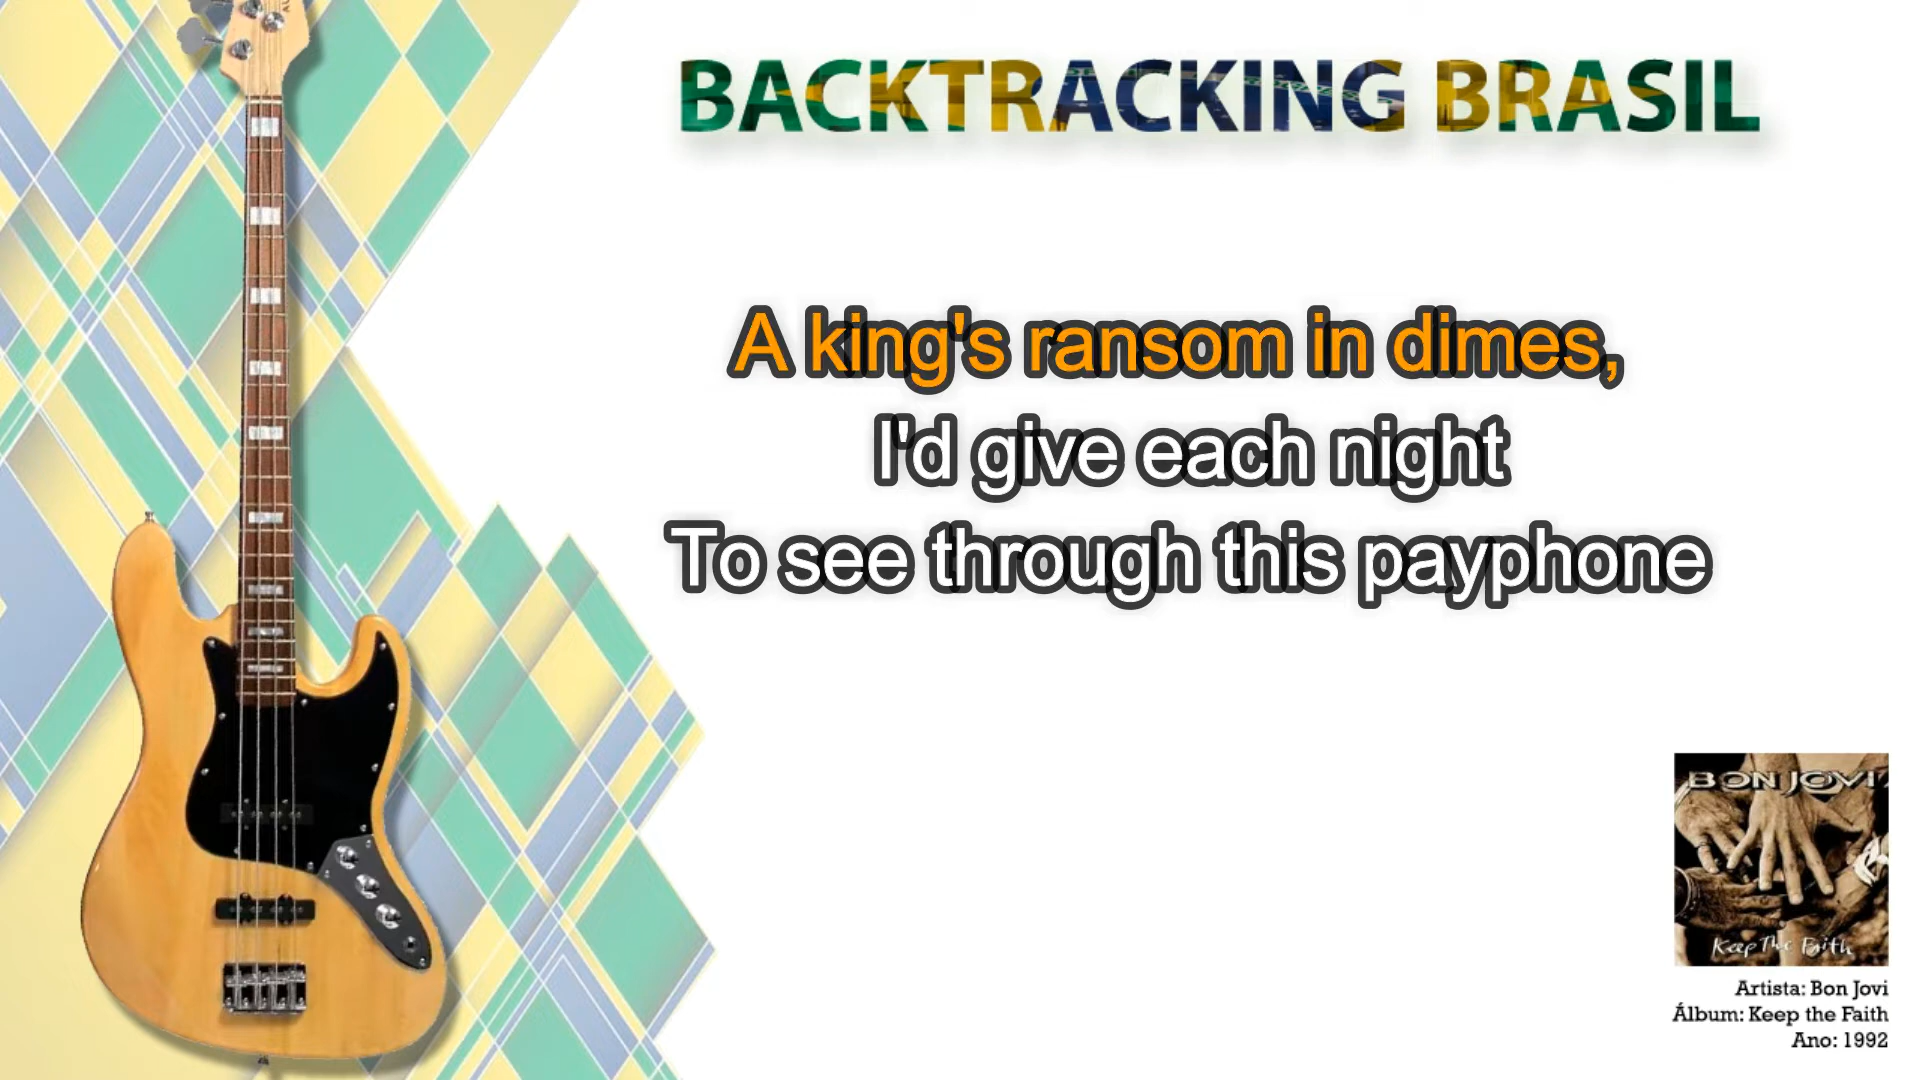 BACKTRACKING BRASIL
A king's ransom in dimes,
I'd give each night
To see through this payphone
BON JOVI
Keep The Faith
Artista: Bon Jovi
Álbum: Keep the Faith
Ano: 1992